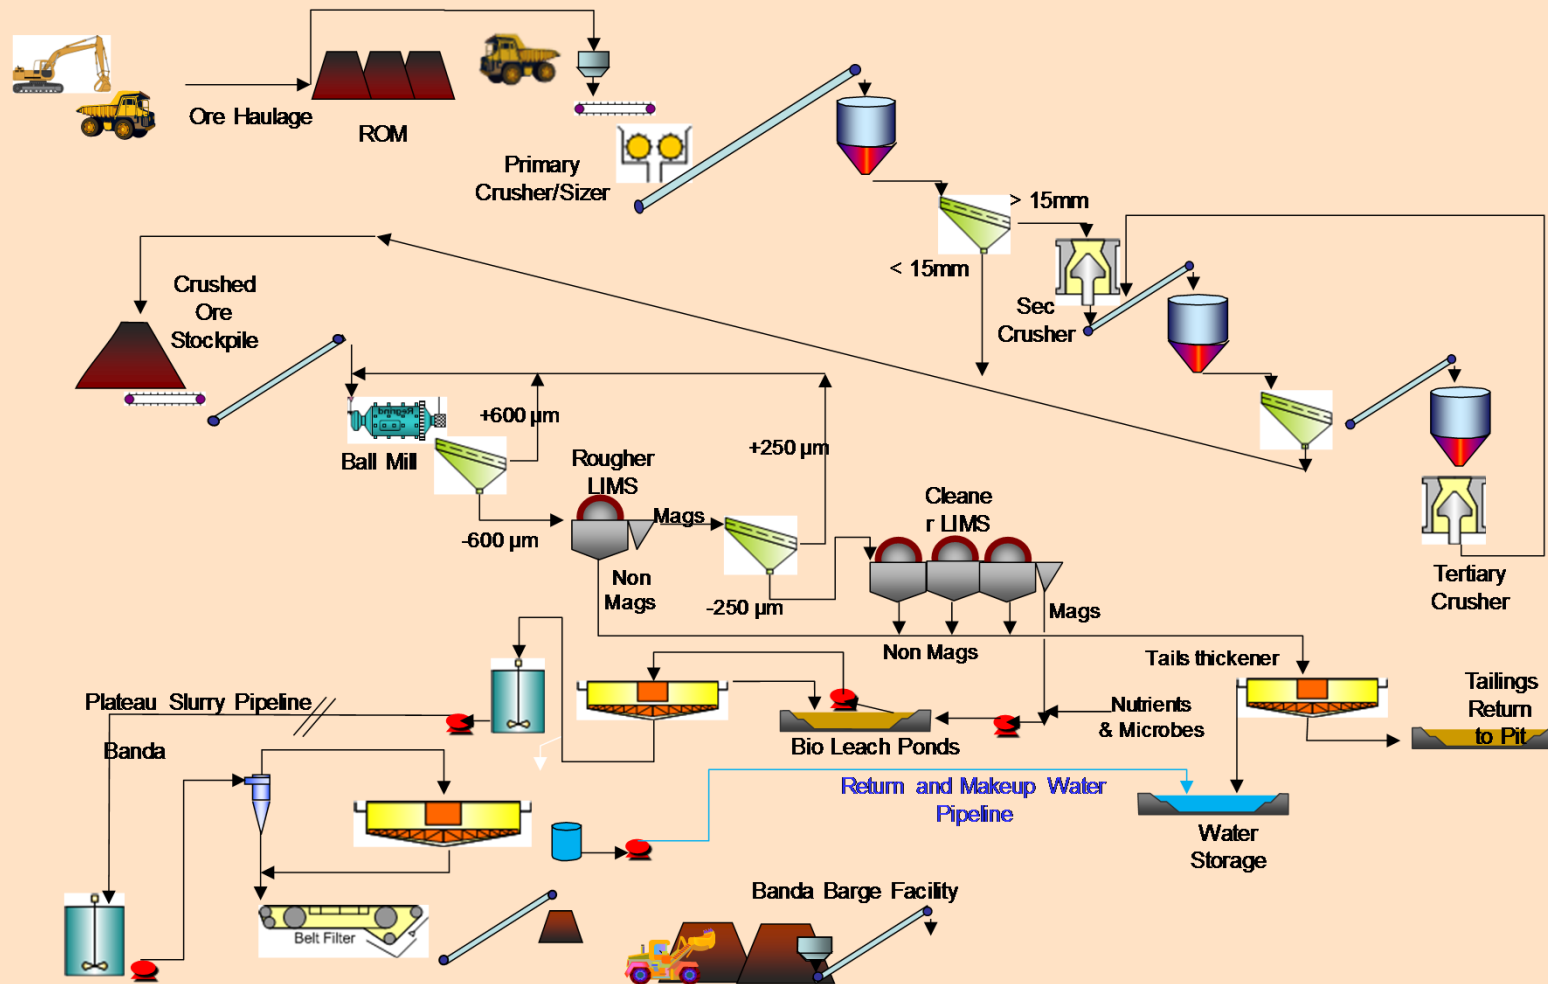 Ore Haulage
ROM
Primary
Crusher/Sizer
> 15mm
< 15mm
Sec
Crusher
Crushed
Ore
Stockpile
Regrind
Ball Mill
+600 µm
-600 µm
Rougher
LIMS
Mags
Non
Mags
+250 µm
-250 µm
Cleane
r LIMS
Mags
Non Mags
Tertiary
Crusher
Tails thickener
Tailings
Return
to Pit
Nutrients
& Microbes
Bio Leach Ponds
Plateau Slurry Pipeline
Banda
Return and Makeup Water
Pipeline
Water
Storage
Belt Filter
Banda Barge Facility